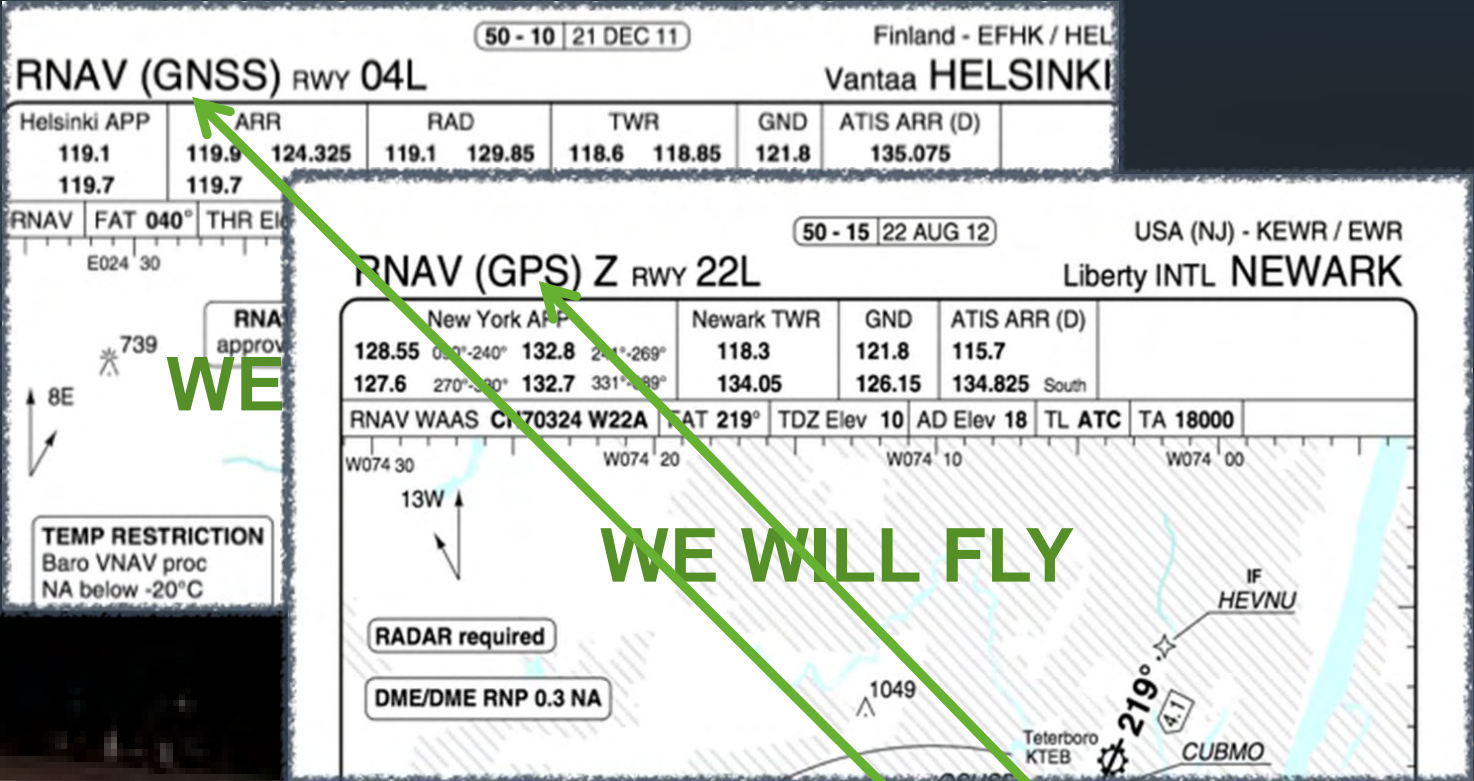 50 - 10 21 DEC 11
Finland - EFHK / HEL
RNAV (GNSS) RWY 04L
Vantaa HELSINKI
Helsinki APP ARR RAD TWR GND ATIS ARR (D)
119.1 119.9 124.325 119.1 129.85 118.6 118.85 121.8 135.075
119.7 119.7
RNAV FAT 040° THR
E024 30
739
8E
WE
TEMP RESTRICTION
Baro VNAV proc
NA below -20°C
50 - 15 22 AUG 12
USA (NJ) - KEWR / EWR
RNAV (GPS) Z RWY 22L
Liberty INTL NEWARK
New York APP Newark TWR GND ATIS ARR (D)
128.55 132.8 118.3 121.8 115.7
127.6 132.7 134.05 126.15 134.825 South
RNAV WAAS CH70324 W22A FAT 219° TDZ Elev 10 AD Elev 18 TL ATC TA 18000
W074 30 W074 20 W074 10 W074 00
13W
WE WILL FLY
IF
HEVNU
RADAR required
DME/DME RNP 0.3 NA
1049
219°
4.1
Teterboro
KTEB
CUBMO